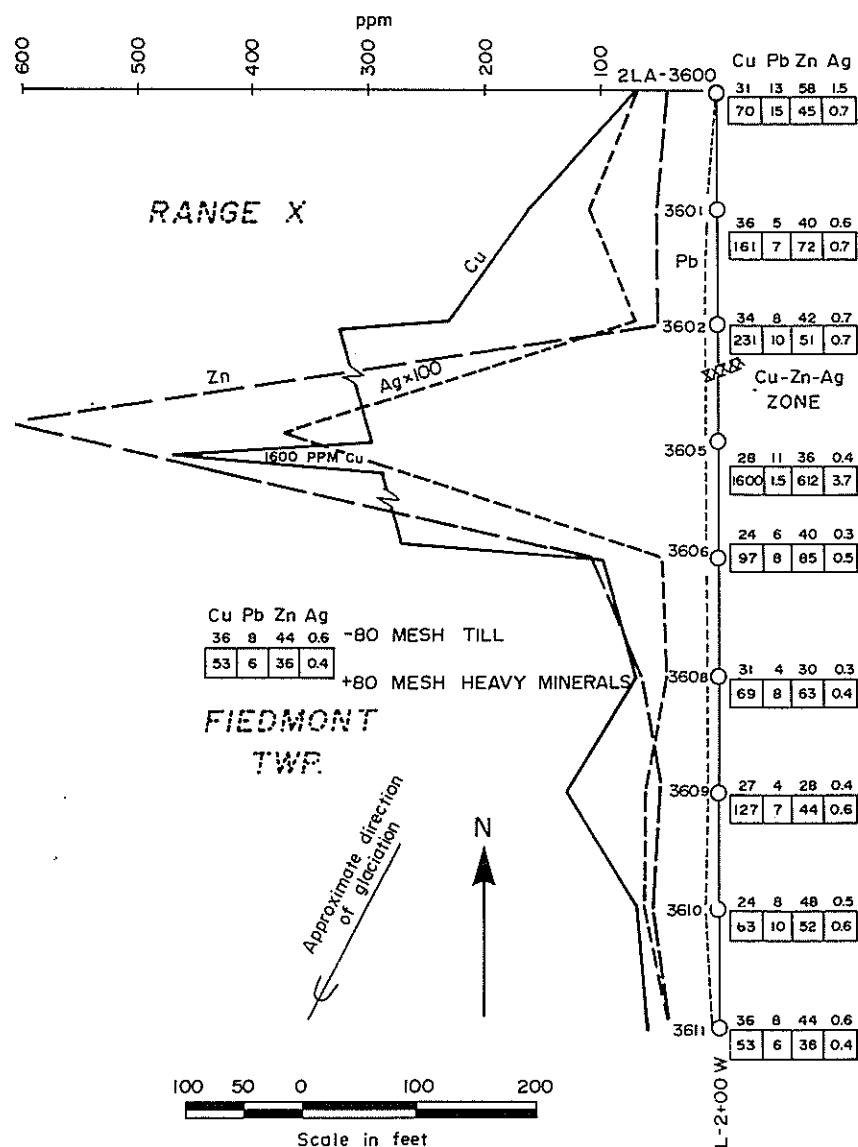 ppm
600 400 300 200 100
2LA-3600
Cu Pb Zn Ag
31 13 58 1.5
70 15 45 0.7
RANGE X
3601
36 5 40 0.6
161 7 72 0.7
Cu
Pb
3602
34 8 42 0.7
231 10 51 0.7
XXXXX
Cu-Zn-Ag
ZONE
Zn
Ag×100
3605
1600 PPM Cu
28 11 36 0.4
1600 1.5 612 3.7
3606
24 6 40 0.3
97 8 85 0.5
Cu Pb Zn Ag
36 8 44 0.6 -80 MESH TILL
53 6 36 0.4
+80 MESH HEAVY MINERALS
3608
31 4 30 0.3
69 8 63 0.4
FIEDMONT
TWP.
3609
27 4 28 0.4
127 7 44 0.6
Approximate direction
of glaciation
N
3610
24 8 48 0.5
63 10 52 0.6
3611
36 8 44 0.6
53 6 36 0.4
L-2+00 W
100 50 0 100 200
Scale in feet